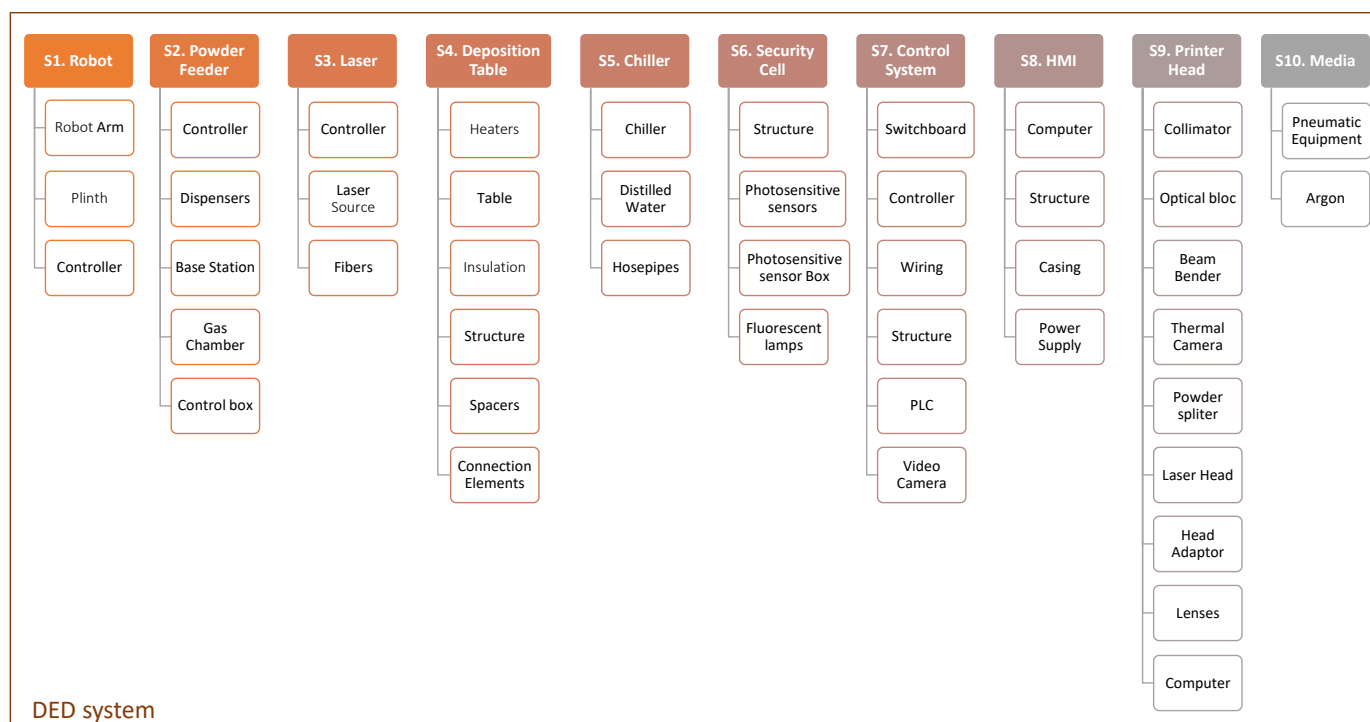 S1. Robot
Robot Arm
Plinth
Controller
S2. Powder
Feeder
Controller
Dispensers
Base Station
Gas
Chamber
Control box
S3. Laser
Controller
Laser
Source
Fibers
S4. Deposition
Table
Heaters
Table
Insulation
Structure
Spacers
Connection
Elements
S5. Chiller
Chiller
Distilled
Water
Hosepipes
S6. Security
Cell
Structure
Photosensitive
sensors
Photosensitive
sensor Box
Fluorescent
lamps
S7. Control
System
Switchboard
Controller
Wiring
Structure
PLC
Video
Camera
S8. HMI
Computer
Structure
Casing
Power
Supply
S9. Printer
Head
Collimator
Optical bloc
Beam
Bender
Thermal
Camera
Powder
spliter
Laser Head
Head
Adaptor
Lenses
Computer
S10. Media
Pneumatic
Equipment
Argon
DED system